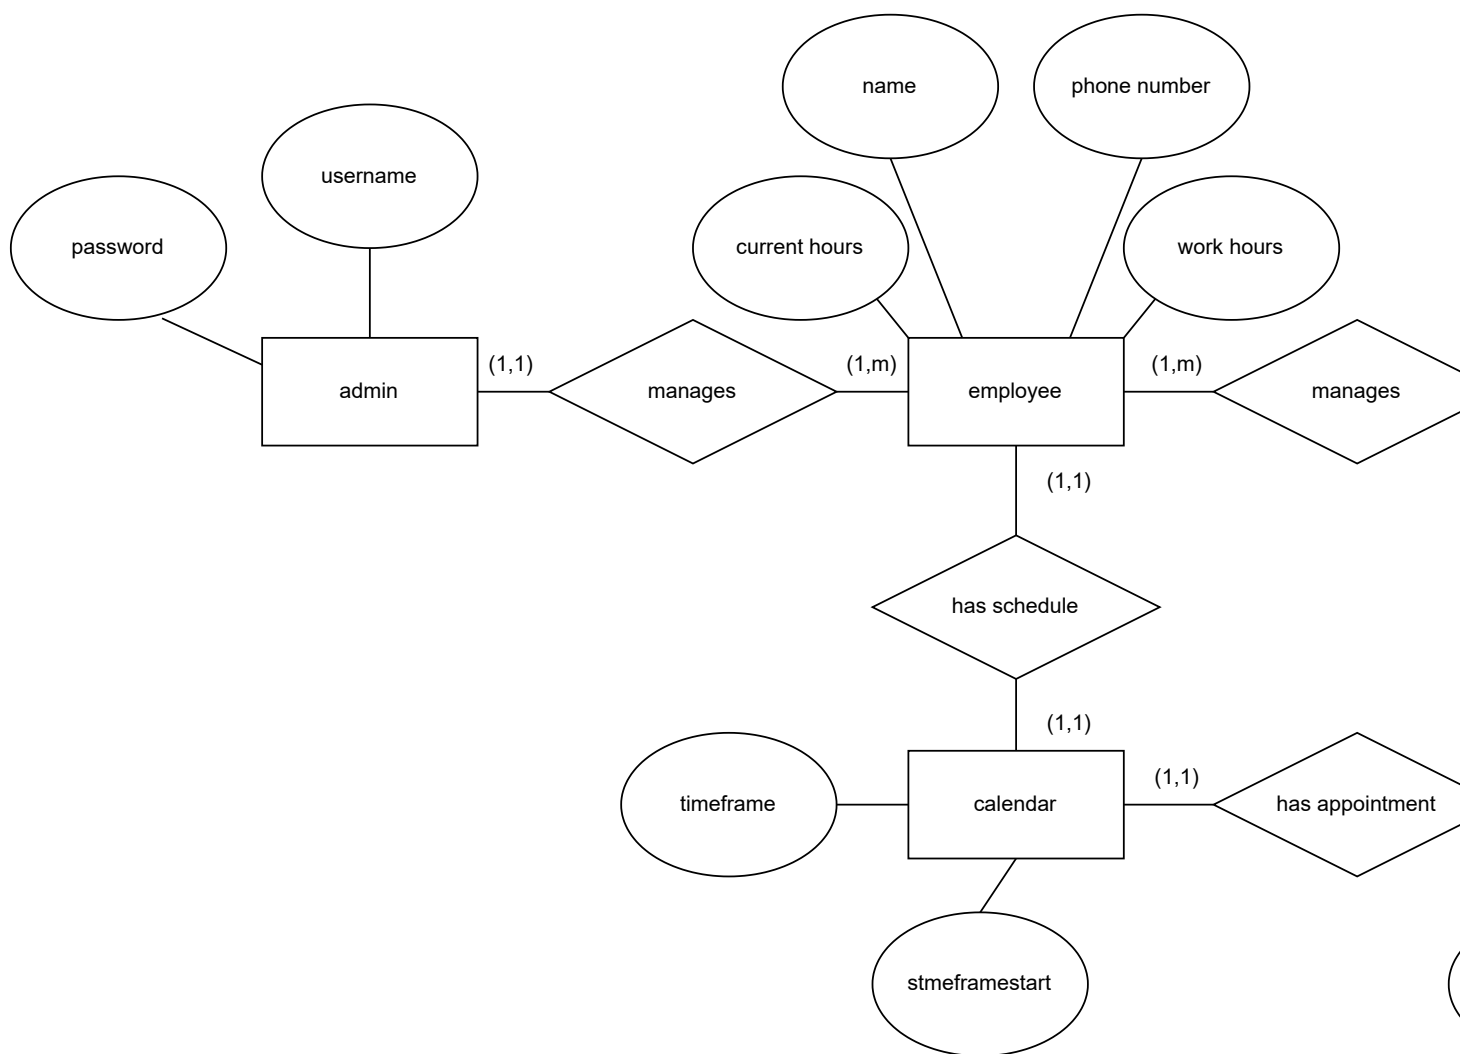 name
phone number
username
password
current hours
work hours
(1,1)
(1,m)
(1,m)
admin
manages
employee
manages
(1,1)
has schedule
(1,1)
timeframe
calendar
(1,1)
has appointment
stmeframestart